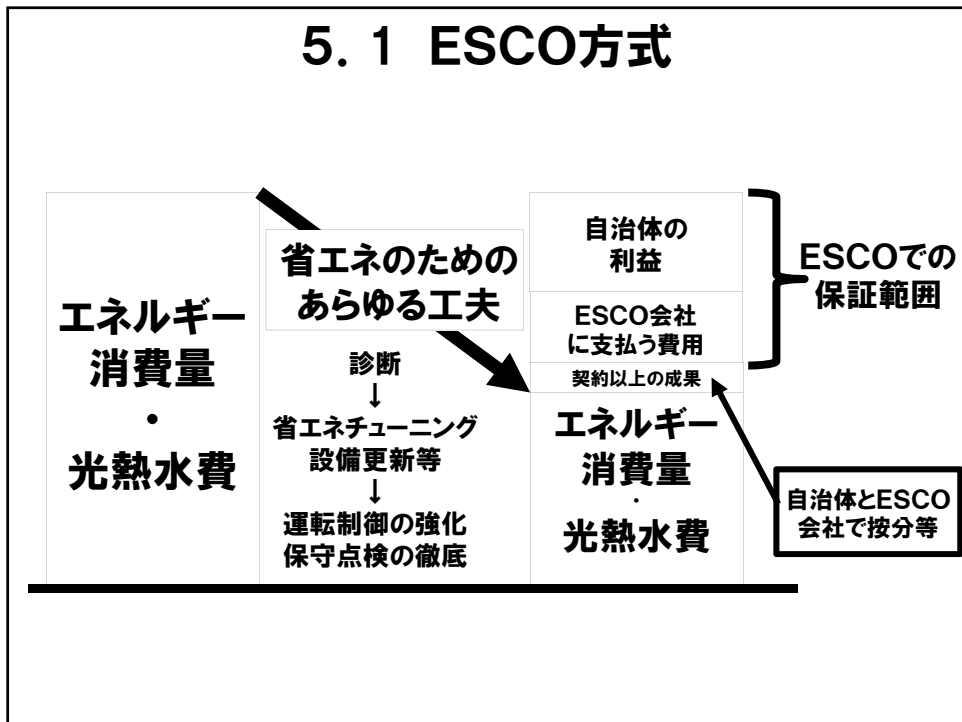 5．1 ESCO方式
エネルギー
消費量
・
光熱水費
省エネのための
あらゆる工夫
診断
↓
省エネチューニング
設備更新等
↓
運転制御の強化
保守点検の徹底
自治体の
利益
ESCO会社
に支払う費用
契約以上の成果
エネルギー
消費量
・
光熱水費
ESCOでの
保証範囲
自治体とESCO
会社で按分等